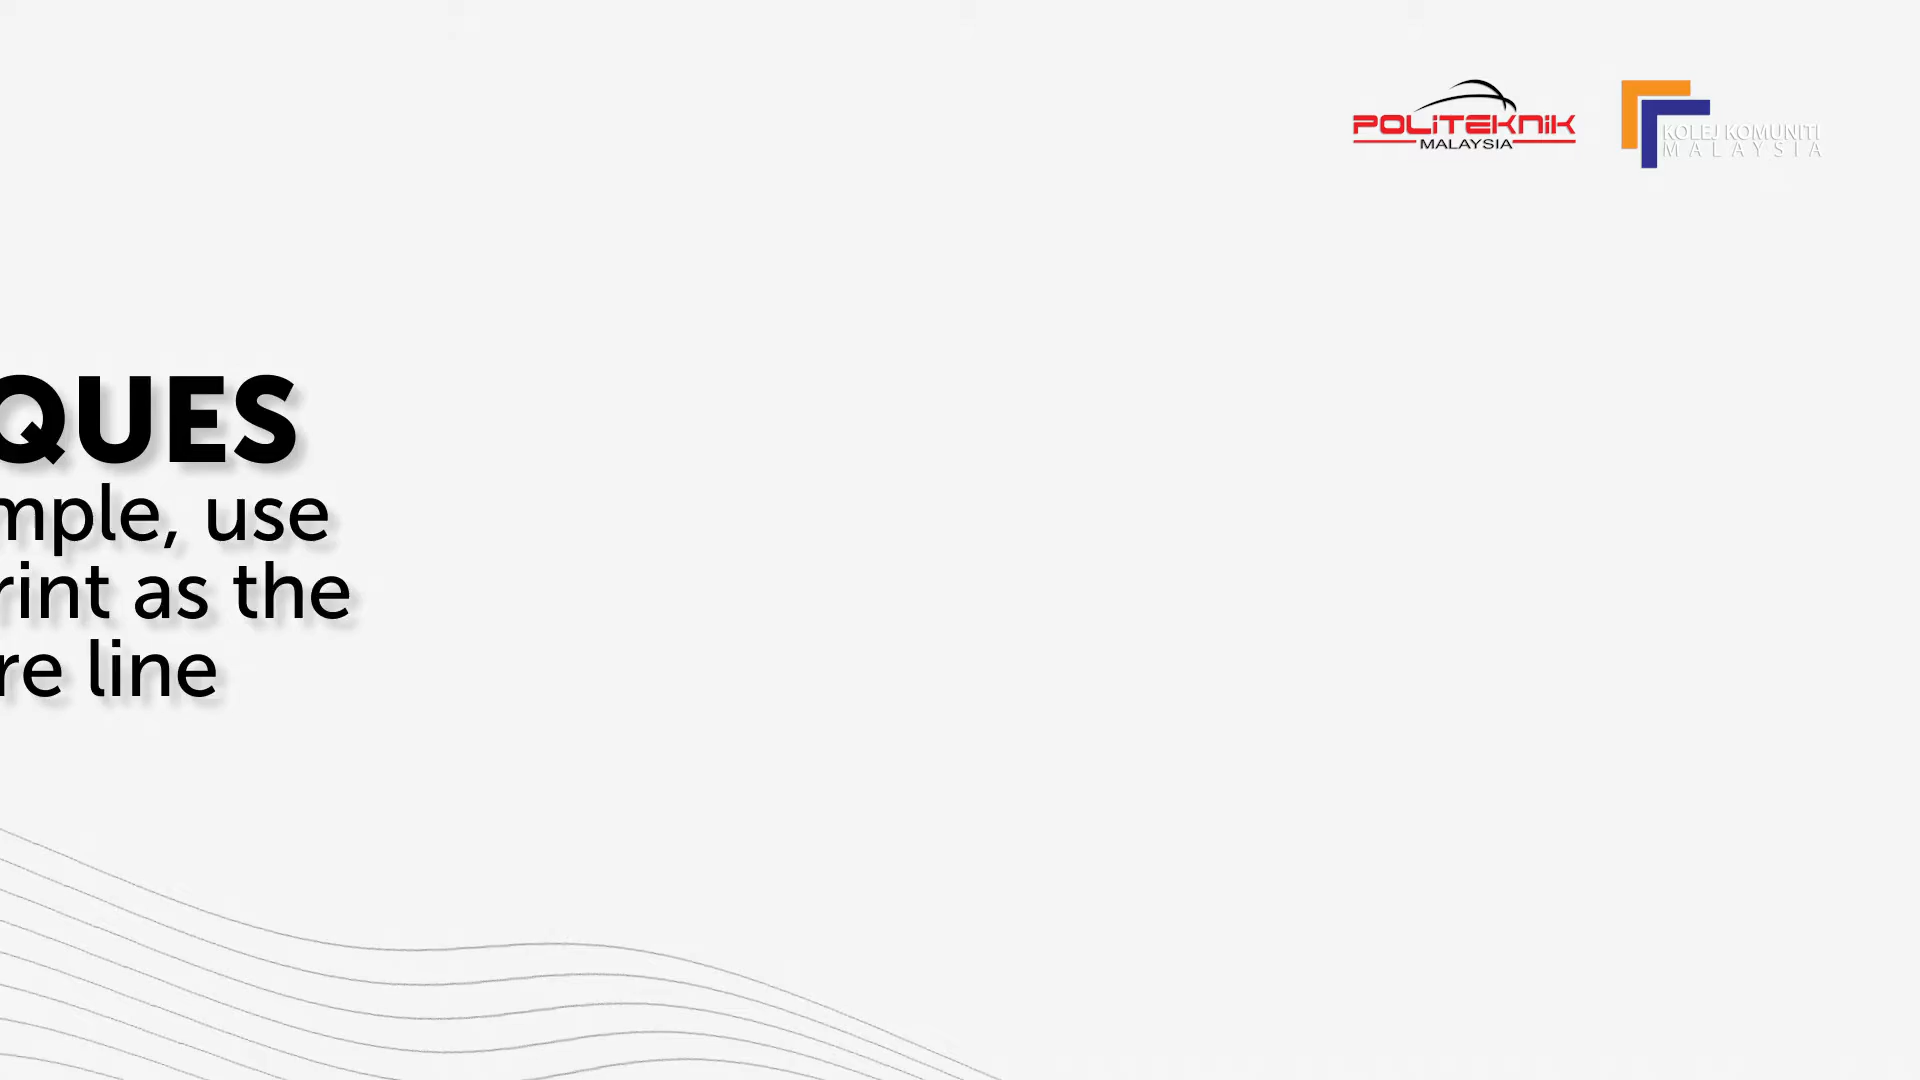 POLITEKNIK
MALAYSIA
KOLEJ KOMUNITI
MALAYSIA
QUES
mple, use
rint as the
re line